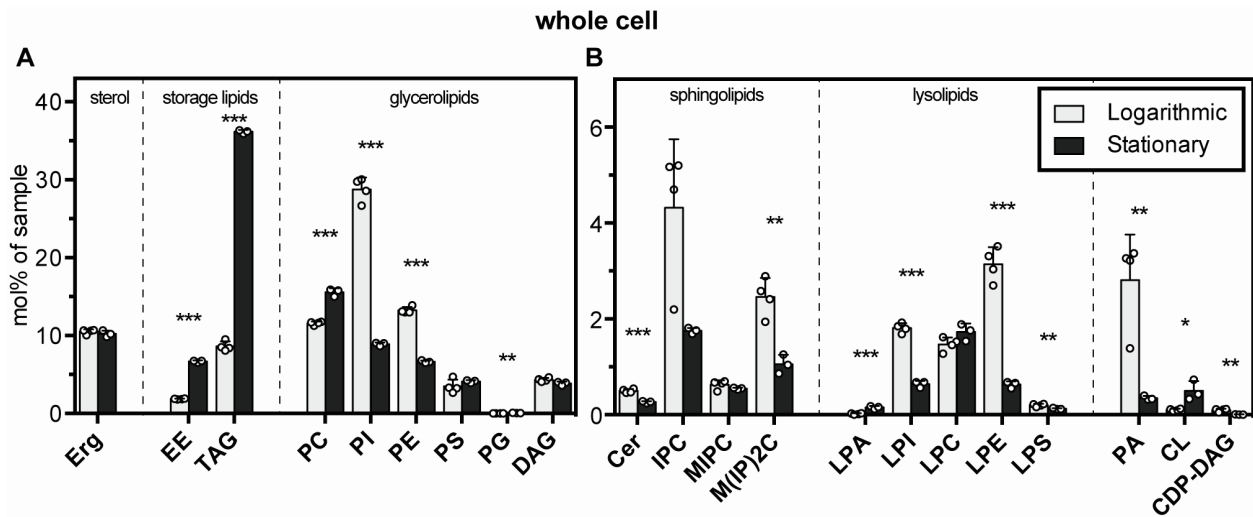 whole cell
A
B
mol% of sample
40
30
20
10
0
sterol
storage lipids
glycerolipids
***
***
***
***
***
**
Erg
EE
TAG
PC
PI
PE
PS
PG
DAG
6
4
2
0
sphingolipids
lysolipids
Logarithmic
Stationary
***
**
***
***
***
**
**
*
**
Cer
IPC
MIPC
M(IP)2C
LPA
LPI
LPC
LPE
LPS
PA
CL
CDP-DAG